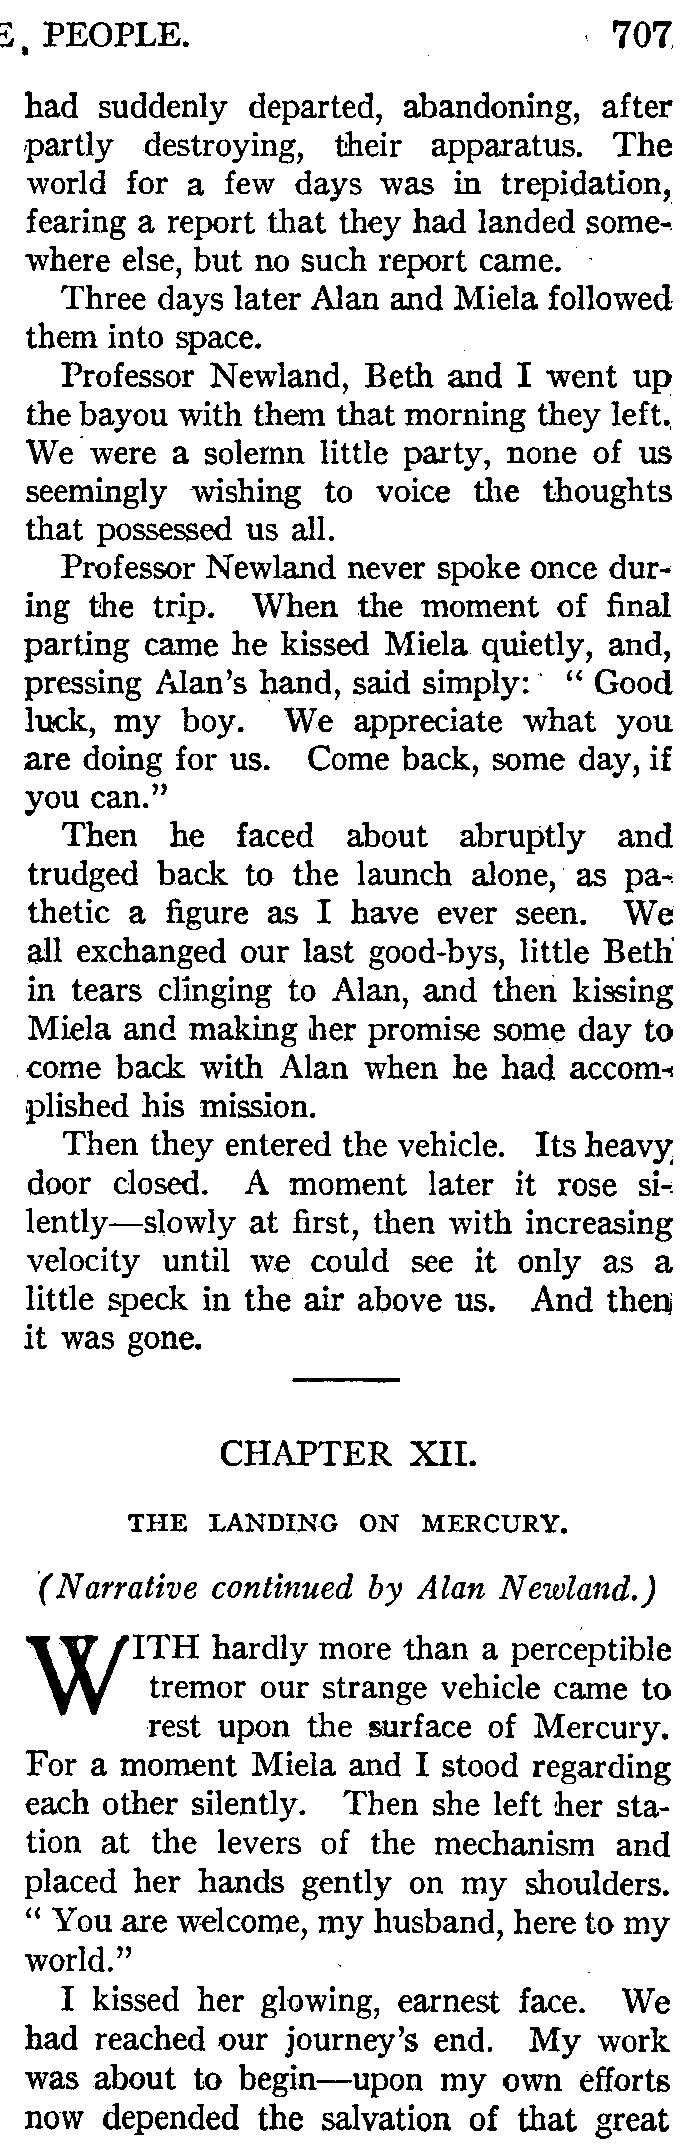 E PEOPLE. 707
had suddenly departed, abandoning, after
partly destroying, their apparatus. The
world for a few days was in trepidation,
fearing a report that they had landed some-
where else, but no such report came.
Three days later Alan and Miela followed
them into space.
Professor Newland, Beth and I went up
the bayou with them that morning they left.
We were a solemn little party, none of us
seemingly wishing to voice the thoughts
that possessed us all.
Professor Newland never spoke once dur-
ing the trip. When the moment of final
parting came he kissed Miela quietly, and,
pressing Alan's hand, said simply: "Good
luck, my boy. We appreciate what you
are doing for us. Come back, some day, if
you can."
Then he faced about abruptly and
trudged back to the launch alone, as pa-
thetic a figure as I have ever seen. We
all exchanged our last good-bys, little Beth
in tears clinging to Alan, and then kissing
Miela and making her promise some day to
come back with Alan when he had accom-
plished his mission.
Then they entered the vehicle. Its heavy
door closed. A moment later it rose si-
lently—slowly at first, then with increasing
velocity until we could see it only as a
little speck in the air above us. And then
it was gone.
CHAPTER XII.
THE LANDING ON MERCURY.
(Narrative continued by Alan Newland.)
WITH hardly more than a perceptible
tremor our strange vehicle came to
rest upon the surface of Mercury.
For a moment Miela and I stood regarding
each other silently. Then she left her sta-
tion at the levers of the mechanism and
placed her hands gently on my shoulders.
"You are welcome, my husband, here to my
world."
I kissed her glowing, earnest face. We
had reached our journey's end. My work
was about to begin—upon my own efforts
now depended the salvation of that great